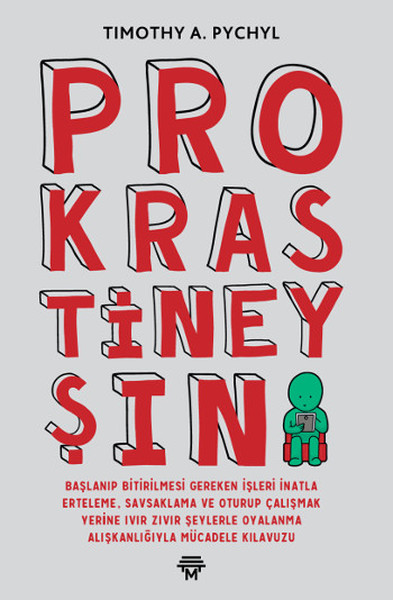 TIMOTHY A. PYCHYL
PRO
KRAS
TİNEY
ŞIN
BAŞLANIP BİTİRİLMESİ GEREKEN İŞLERİ İNATLA
ERTELEME, SAVSAKLAMA VE OTURUP ÇALIŞMAK
YERİNE IVIR ZIVIR ŞEYLERLE OYALANMA
ALIŞKANLIĞIYLA MÜCADELE KILAVUZU
M